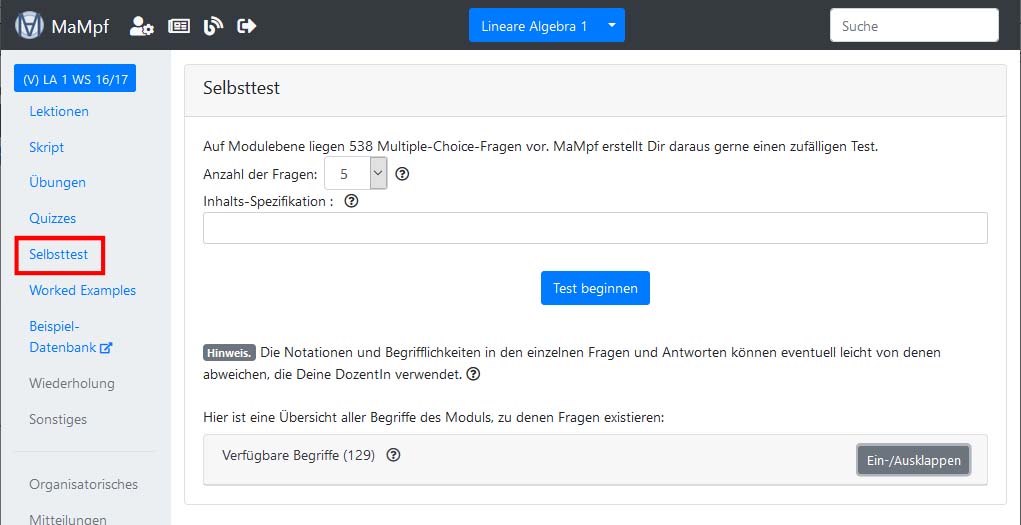 MaMpf
Lineare Algebra 1
Suche
(V) LA 1 WS 16/17
Lektionen
Skript
Übungen
Quizzes
Selbsttest
Worked Examples
Beispiel-
Datenbank
Wiederholung
Sonstiges
Organisatorisches
Mitteilungen
Selbsttest
Auf Modulebene liegen 538 Multiple-Choice-Fragen vor. MaMpf erstellt Dir daraus gerne einen zufälligen Test.
Anzahl der Fragen: 5
Inhalts-Spezifikation :
Test beginnen
Hinweis. Die Notationen und Begrifflichkeiten in den einzelnen Fragen und Antworten können eventuell leicht von denen
abweichen, die Deine DozentIn verwendet.
Hier ist eine Übersicht aller Begriffe des Moduls, zu denen Fragen existieren:
Verfügbare Begriffe (129)
Ein-/Ausklappen